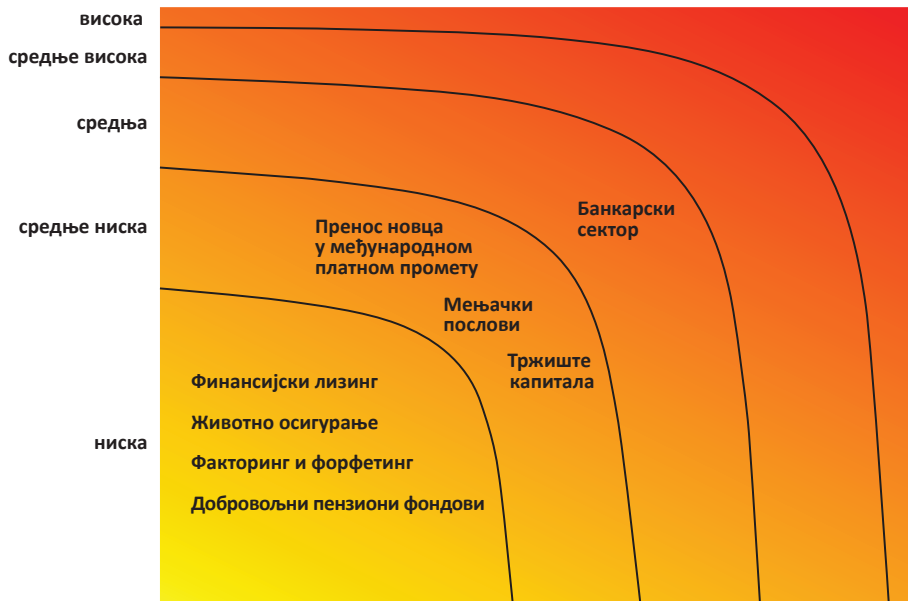 висока
средње висока
средња
средње ниска
ниска
Банкарски
сектор
Пренос новца
у међународном
платном промету
Мењачки
послови
Тржиште
капитала
Финансијски лизинг
Животно осигурање
Факторинг и форфетинг
Добровољни пензиони фондови